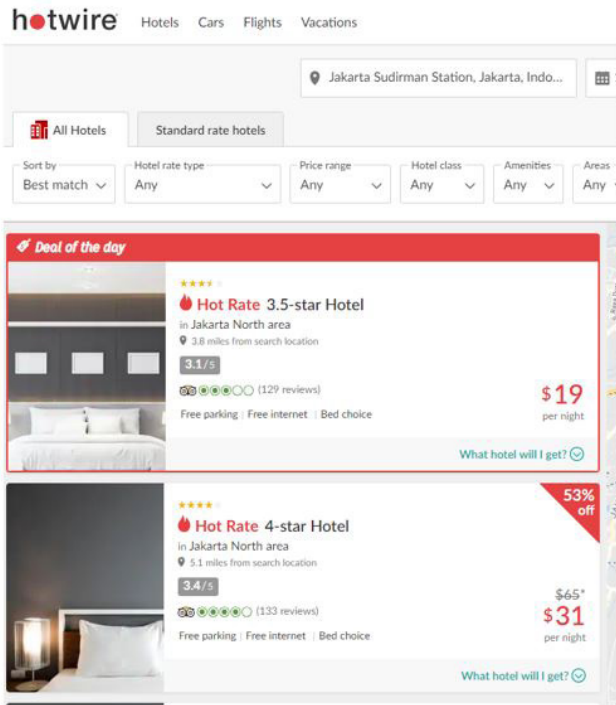 hotwire Hotels Cars Flights Vacations
Jakarta Sudirman Station, Jakarta, Indo...
All Hotels Standard rate hotels
Sort by Hotel rate type Price range Hotel class Amenities Areas
Best match Any Any Any Any Any
Deal of the day
Hot Rate 3.5-star Hotel
in Jakarta North area
3.8 miles from search location
3.1/5
(129 reviews)
$19
Free parking | Free internet | Bed choice
per night
What hotel will I get?
53%
off
Hot Rate 4-star Hotel
in Jakarta North area
5.1 miles from search location
3.4/5
$65*
(133 reviews)
$31
Free parking | Free internet | Bed choice
per night
What hotel will I get?